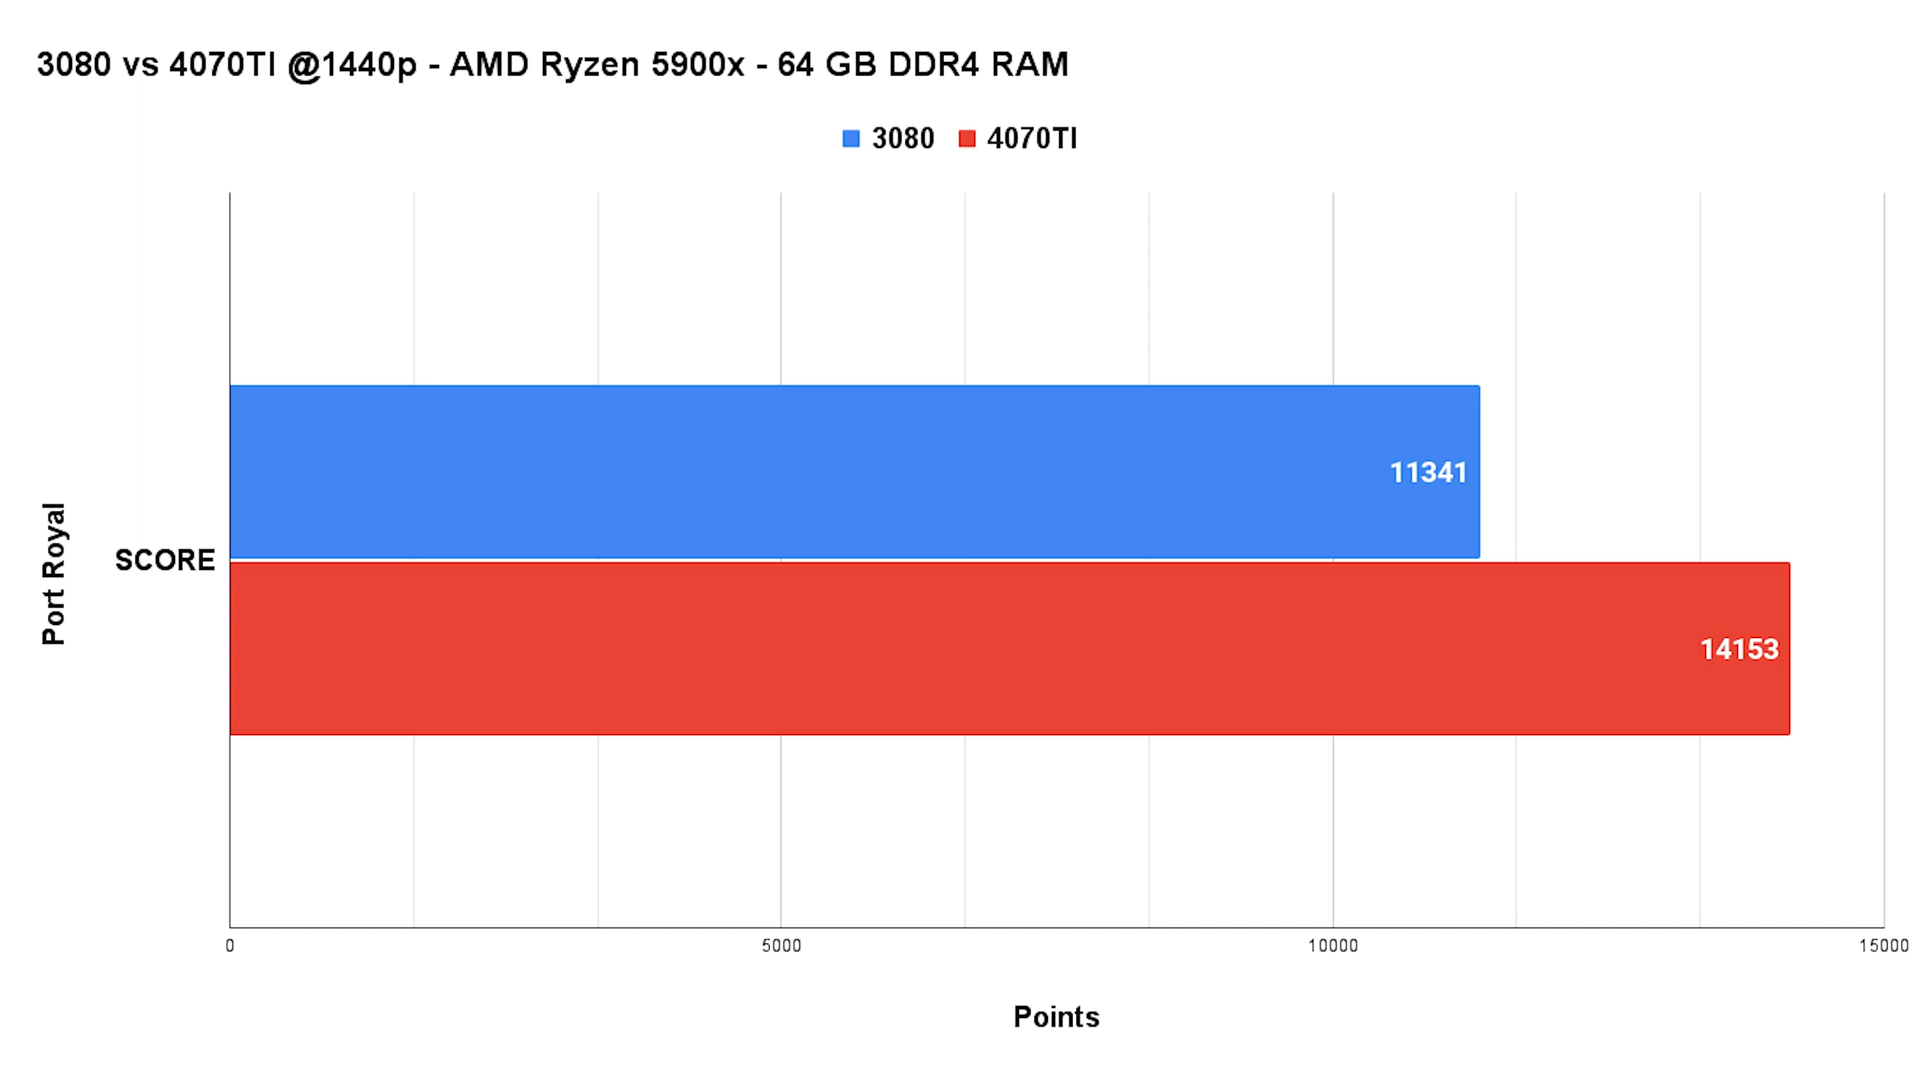 3080 vs 4070TI @1440p - AMD Ryzen 5900x - 64 GB DDR4 RAM
3080
4070TI
11341
Port Royal
SCORE
14153
0
5000
10000
15000
Points